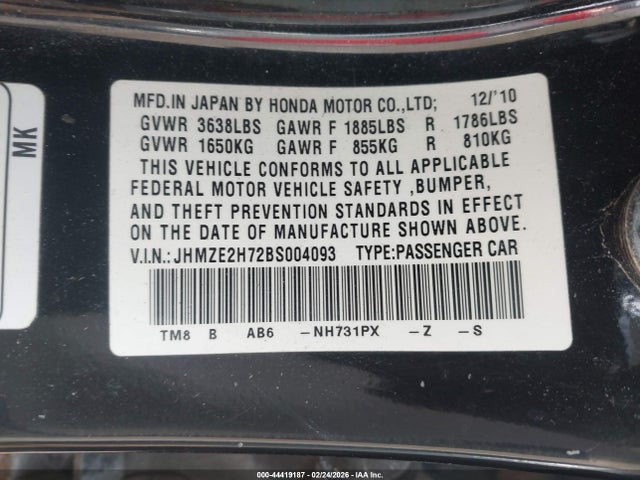 MFD.IN JAPAN BY HONDA MOTOR CO.,LTD; 12/'10
GVWR 3638LBS GAWR F 1885LBS R 1786LBS
GVWR 1650KG GAWR F 855KG R 810KG
THIS VEHICLE CONFORMS TO ALL APPLICABLE
FEDERAL MOTOR VEHICLE SAFETY ,BUMPER,
AND THEFT PREVENTION STANDARDS IN EFFECT
ON THE DATE OF MANUFACTURE SHOWN ABOVE.
V.I.N.:JHMZE2H72BS004093 TYPE:PASSENGER CAR
TM8 B AB6 -NH731PX -Z -S
MK
000-44419187 - 02/24/2026 - IAA Inc.